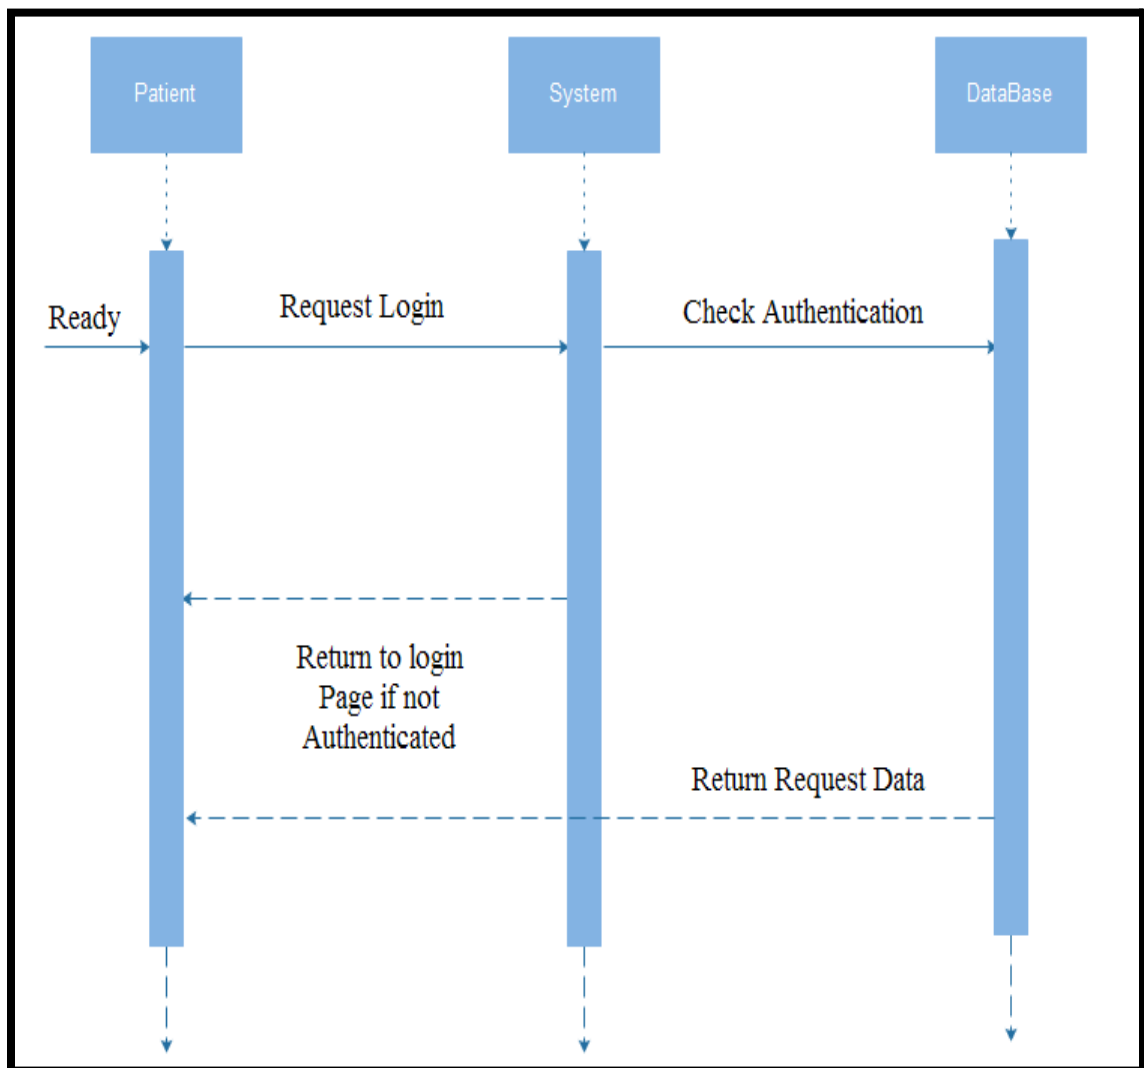 Patient
System
DataBase
Ready
Request Login
Check Authentication
Return to login
Page if not
Authenticated
Return Request Data